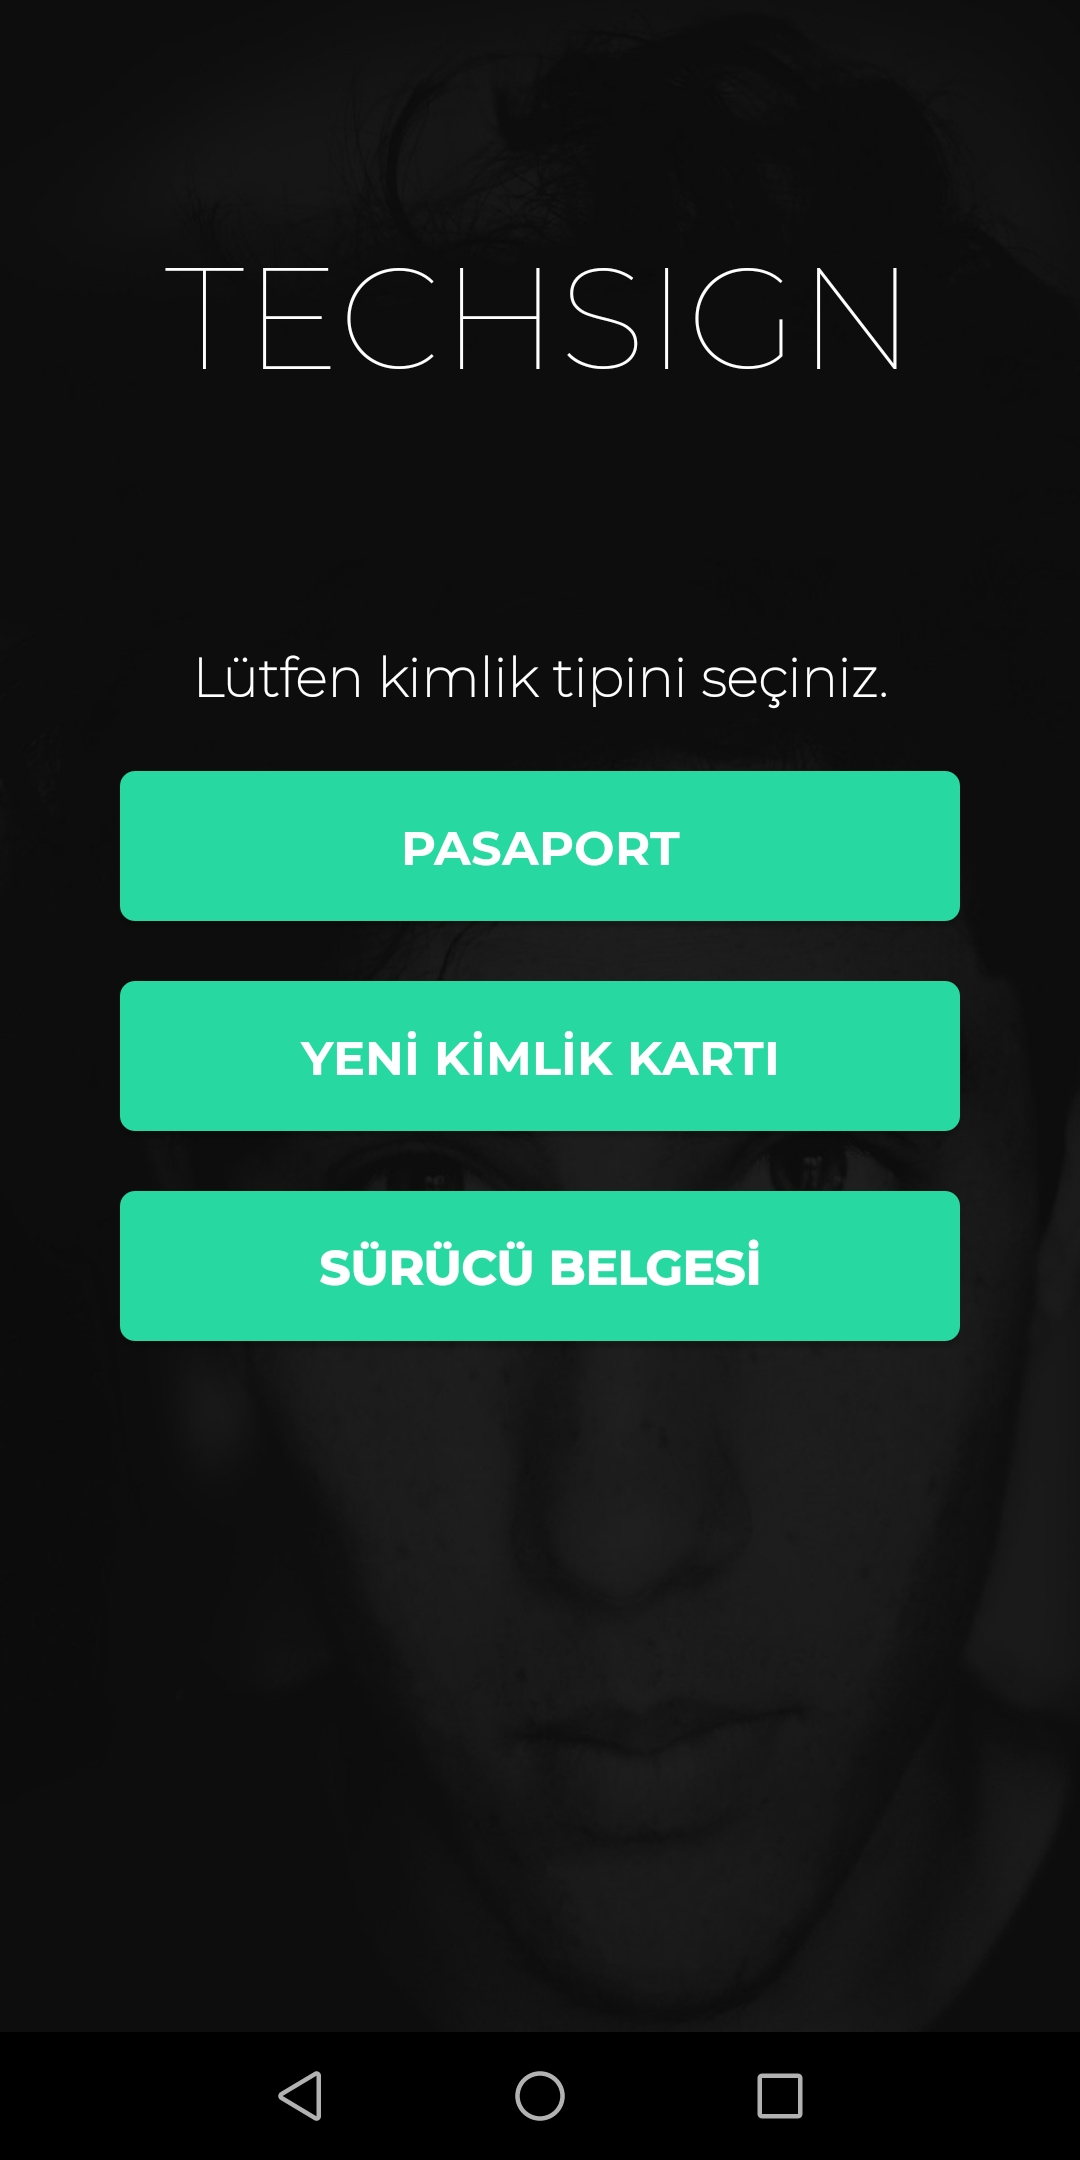 TECHSIGN
Lütfen kimlik tipini seçiniz.
PASAPORT
YENİ KİMLİK KARTI
SÜRÜCÜ BELGESİ